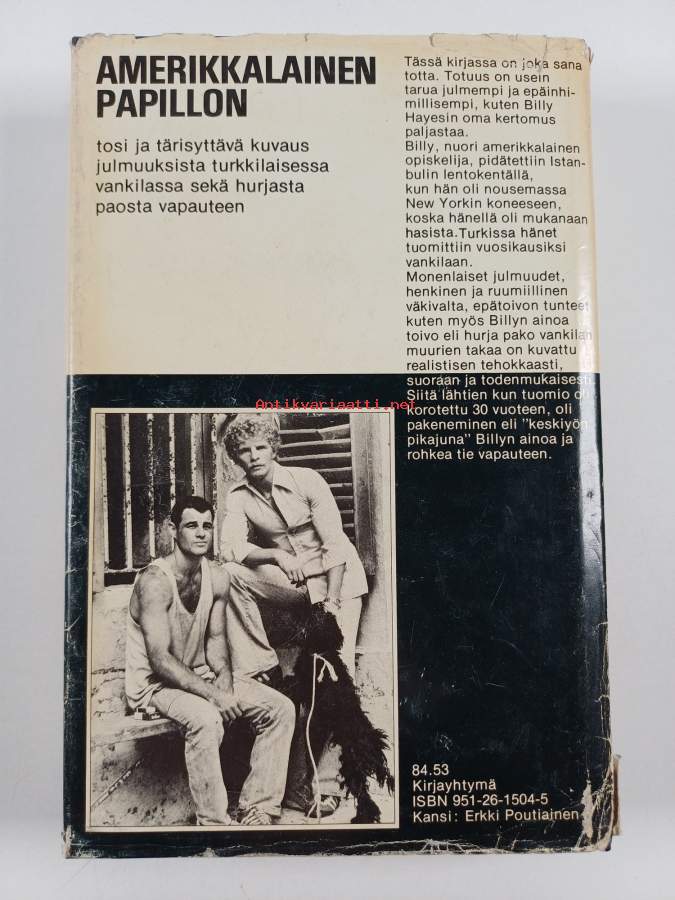 AMERIKKALAINEN
PAPILLON
tosi ja tärisyttävä kuvaus
julmuuksista turkkilaisessa
vankilassa sekä hurjasta
paosta vapauteen
Tässä kirjassa on joka sana
totta. Totuus on usein
tarua julmempi ja epäinhi-
millisempi, kuten Billy
Hayesin oma kertomus
paljastaa.
Billy, nuori amerikkalainen
opiskelija, pidätettiin Istan-
bulin lentokentällä,
kun hän oli nousemassa
New Yorkin koneeseen,
koska hänellä oli mukanaan
hasista. Turkissa hänet
tuomittiin vuosikausiksi
vankilaan.
Monenlaiset julmuudet,
henkinen ja ruumiillinen
väkivalta, epätoivon tunteet
kuten myös Billyn ainoa
toivo eli hurja pako vankilan
muurien takaa on kuvattu
realistisen tehokkaasti,
suoraan ja todenmukaisesti.
Siitä lähtien kun tuomio oli
korotettu 30 vuoteen, oli
pakeneminen eli "keskiyön
pikajuna" Billyn ainoa ja
rohkea tie vapauteen.
Antikvariaatti.net
84.53
Kirjayhtymä
ISBN 951-26-1504-5
Kansi: Erkki Poutiainen